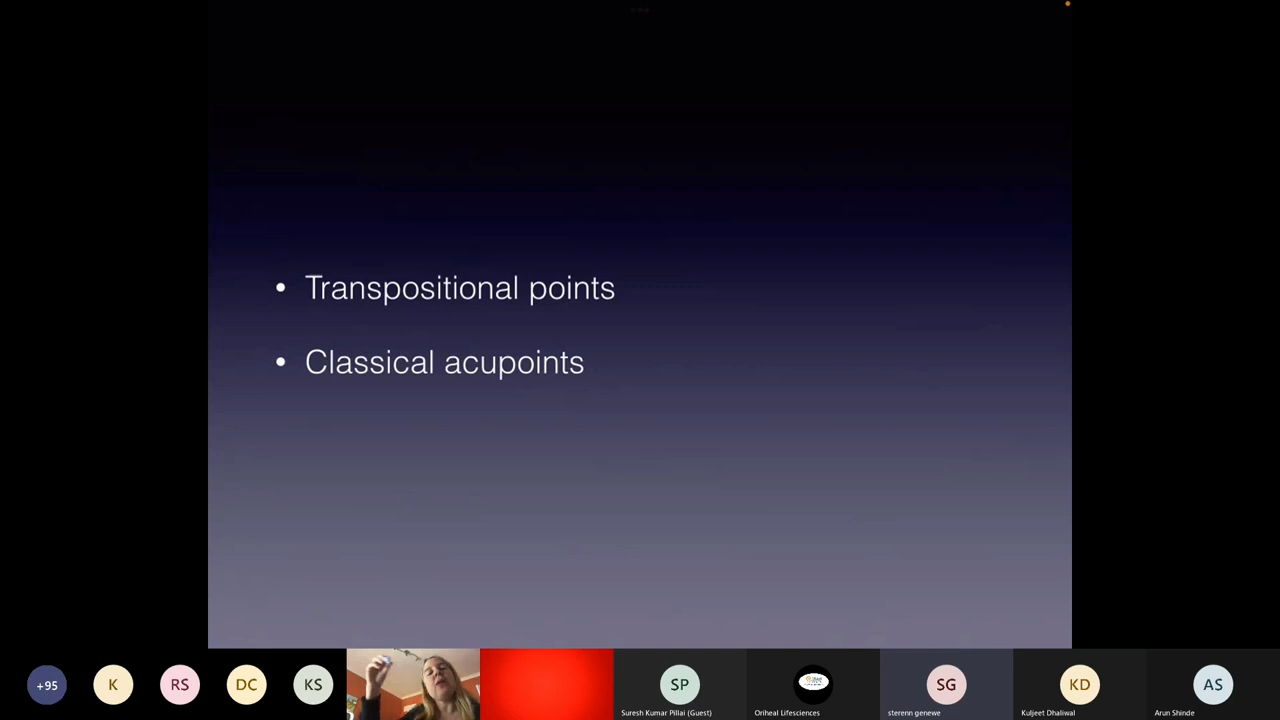 • Transpositional points
• Classical acupoints
+95
K
RS
DC
KS
SP
SG
KD
AS
Suresh Kumar Pillai (Guest)
Oriheal Lifesciences
sterenn genewe
Kuljeet Dhaliwal
Arun Shinde